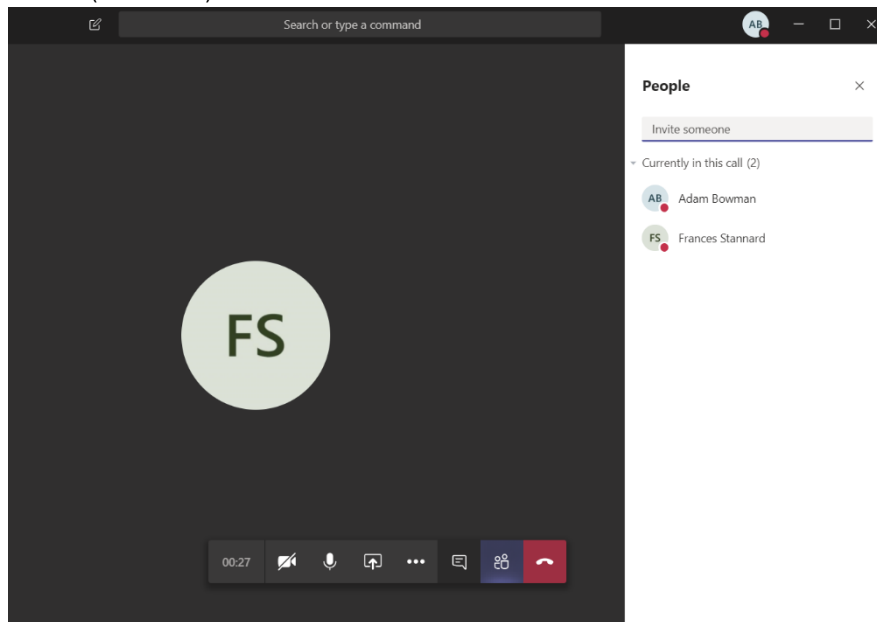 Search or type a command
AB
People
Invite someone
Currently in this call (2)
AB Adam Bowman
FS Frances Stannard
FS
00:27